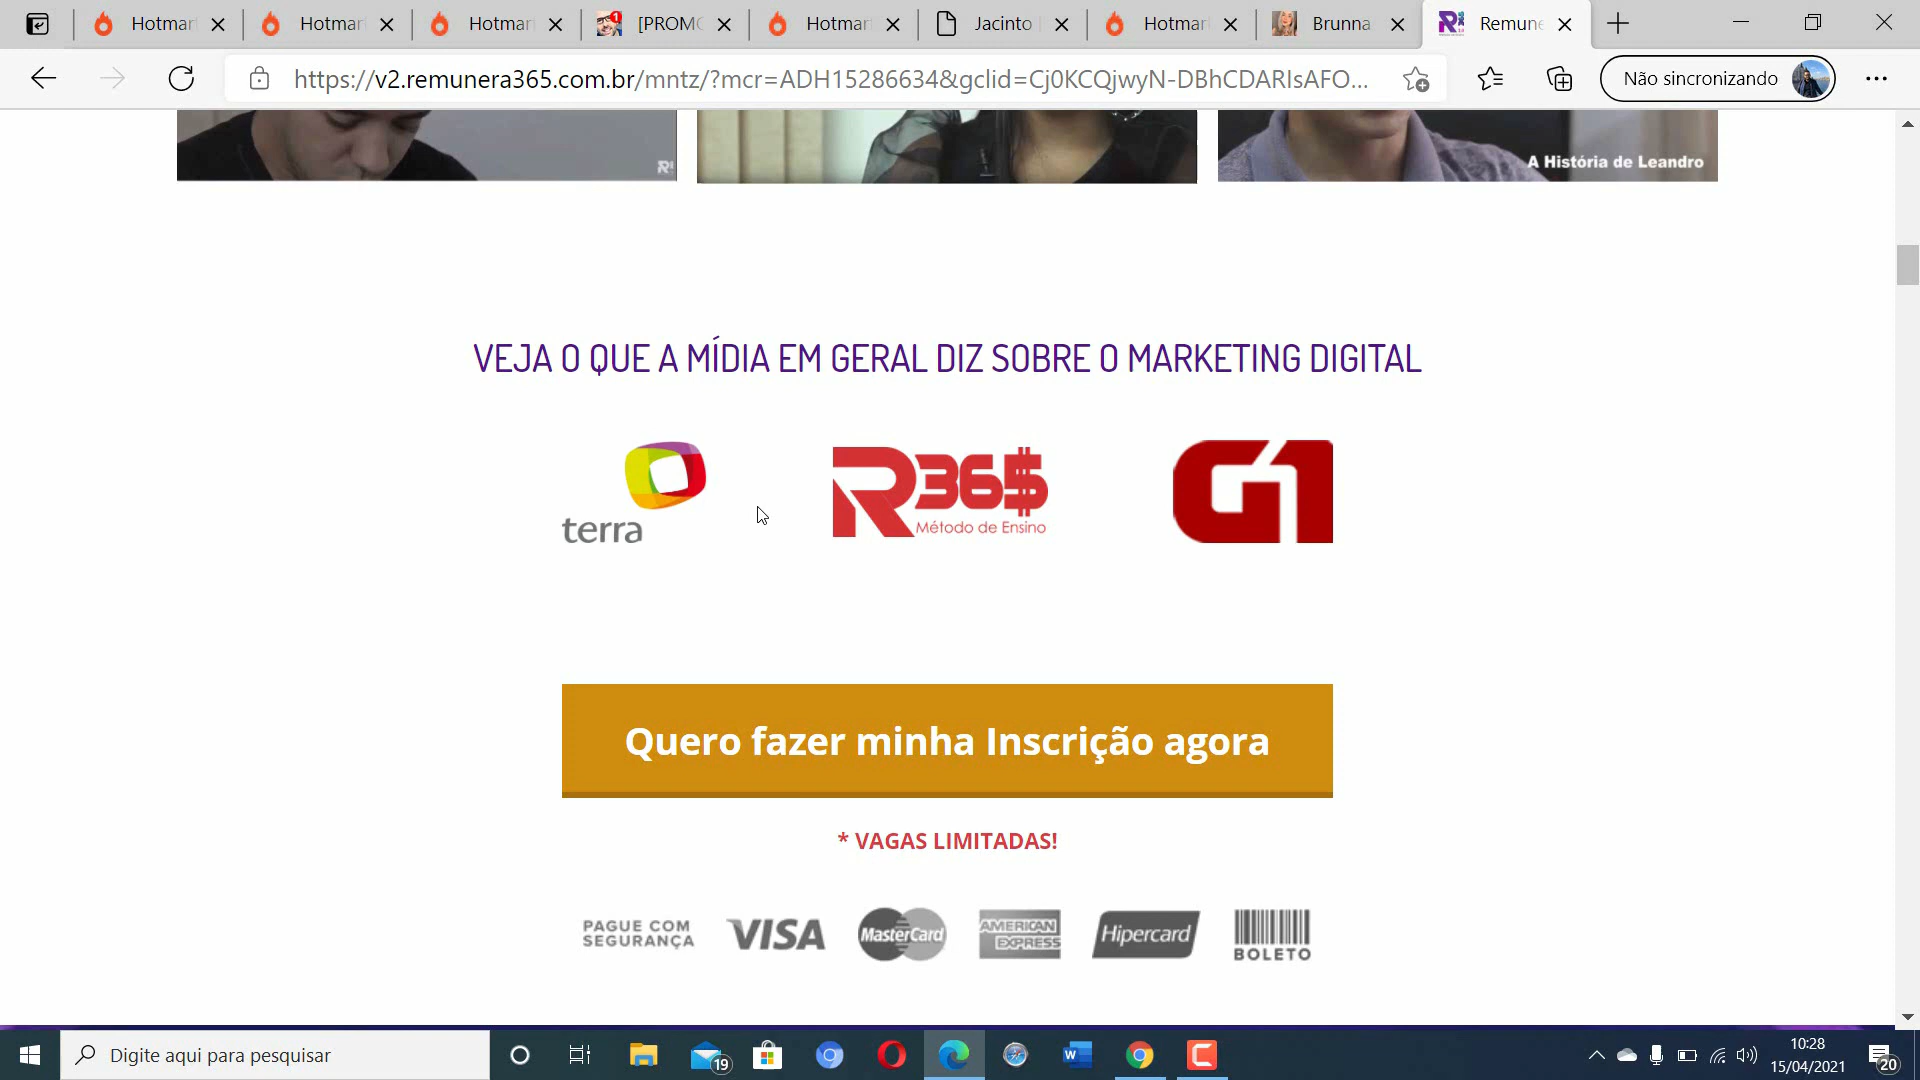 Hotmar
Hotmar
Hotmar
[PROMO
Hotmar
Jacinto
Hotmar
Brunna
Remune
https://v2.remunera365.com.br/mntz/?mcr=ADH15286634&gclid=Cj0KCQjwyN-DBhCDARIsAFO...
Não sincronizando
A História de Leandro
VEJA O QUE A MÍDIA EM GERAL DIZ SOBRE O MARKETING DIGITAL
terra
R36$
Método de Ensino
G1
Quero fazer minha Inscrição agora
* VAGAS LIMITADAS!
PAGUE COM
SEGURANÇA
VISA
MasterCard
AMERICAN
EXPRESS
Hipercard
BOLETO
Digite aqui para pesquisar
19
10:28
15/04/2021
20